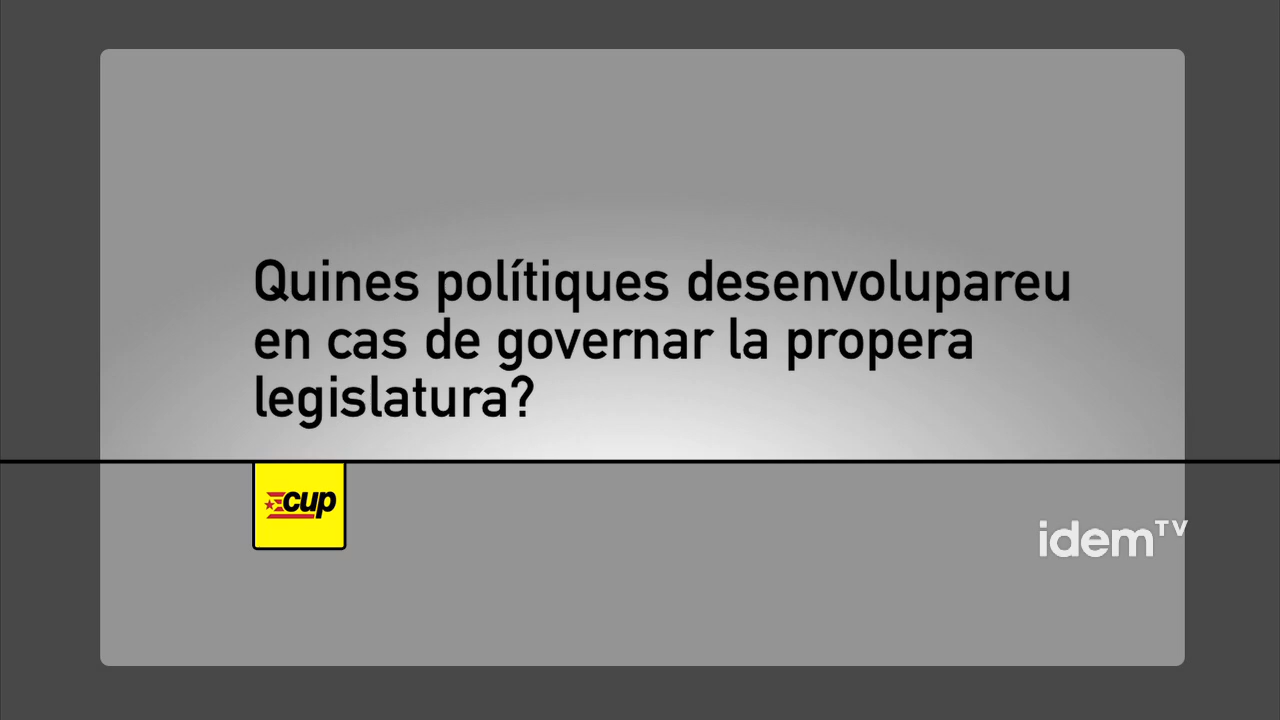 Quines polítiques desenvolupareu
en cas de governar la propera
legislatura?
cup
idemTV